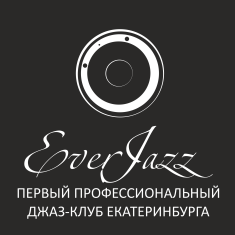 EverJazz
ПЕРВЫЙ ПРОФЕССИОНАЛЬНЫЙ
ДЖАЗ-КЛУБ ЕКАТЕРИНБУРГА